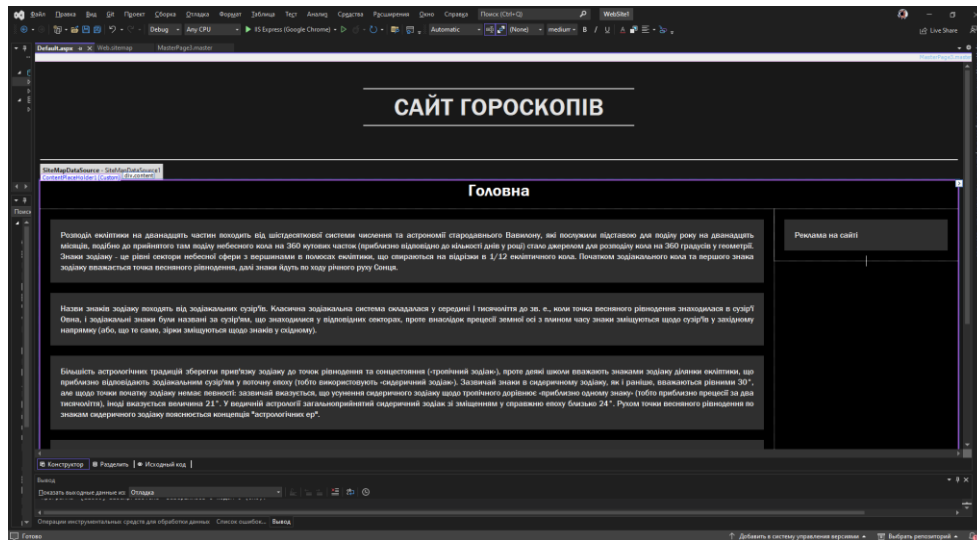 Файл Правка Вид Git Проект Сборка Отладка Формат Таблица Тест Анализ Средства Расширения Окно Справка Поиск (Ctrl+Q) WebSite1
Debug Any CPU IIS Express (Google Chrome) Automatic (None) medium B I U A Live Share
Default.aspx Web.sitemap MasterPage3.master
MasterPage3.master
САЙТ ГОРОСКОПІВ
SiteMapDataSource - SiteMapDataSource1
ContentPlaceHolder1 (Custom) div.content
Головна
Поиск
Розподіл екліптики на дванадцять частин походить від шістдесяткової системи числення та астрономії стародавнього Вавилону, які послужили підставою для поділу року на дванадцять
місяців, подібно до прийнятого там поділу небесного кола на 360 кутових часток (приблизно відповідно до кількості днів у році) стало джерелом для розподілу кола на 360 градусів у геометрії.
Знаки зодіаку - це рівні сектори небесної сфери з вершинами в полюсах екліптики, що спираються на відрізки в 1/12 екліптичного кола. Початком зодіакального кола та першого знака
зодіаку вважається точка весняного рівнодення, далі знаки йдуть по ходу річного руху Сонця.
Реклама на сайті
Назви знаків зодіаку походять від зодіакальних сузір'їв. Класична зодіакальна система складалася у середині I тисячоліття до зв. е., коли точка весняного рівнодення знаходилася в сузір'ї
Овна, і зодіакальні знаки були названі за сузір'ям, що знаходилися у відповідних секторах, проте внаслідок прецесії земної осі з плином часу знаки зміщуються щодо сузір'їв у західному
напрямку (або, що те саме, зірки зміщуються щодо знаків у східному).
Більшість астрологічних традицій зберегли прив'язку зодіаку до точок рівнодення та сонцестояння («тропічний зодіак»), проте деякі школи вважають знаками зодіаку ділянки екліптики, що
приблизно відповідають зодіакальним сузір'ям у поточну епоху (тобто використовують «сидеричний зодіак»). Зазвичай знаки в сидеричному зодіаку, як і раніше, вважаються рівними 30°,
але щодо точки початку зодіаку немає певності: зазвичай вказується, що усунення сидеричного зодіаку щодо тропічного дорівнює «приблизно одному знаку» (тобто приблизно прецесії за два
тисячоліття), іноді вказується величина 21°. У ведичній астрології загальноприйнятий сидеричний зодіак зі зміщенням у справжню епоху близько 24°. Рухом точки весняного рівнодення по
знакам сидеричного зодіаку пояснюється концепція "астрологічних ер".
Конструктор Разделить Исходный код
Вывод
Показать выходные данные из: Отладка
Операции инструментальных средств для обработки данных Список ошибок... Вывод
Готово Добавить в систему управления версиями Выбрать репозиторий